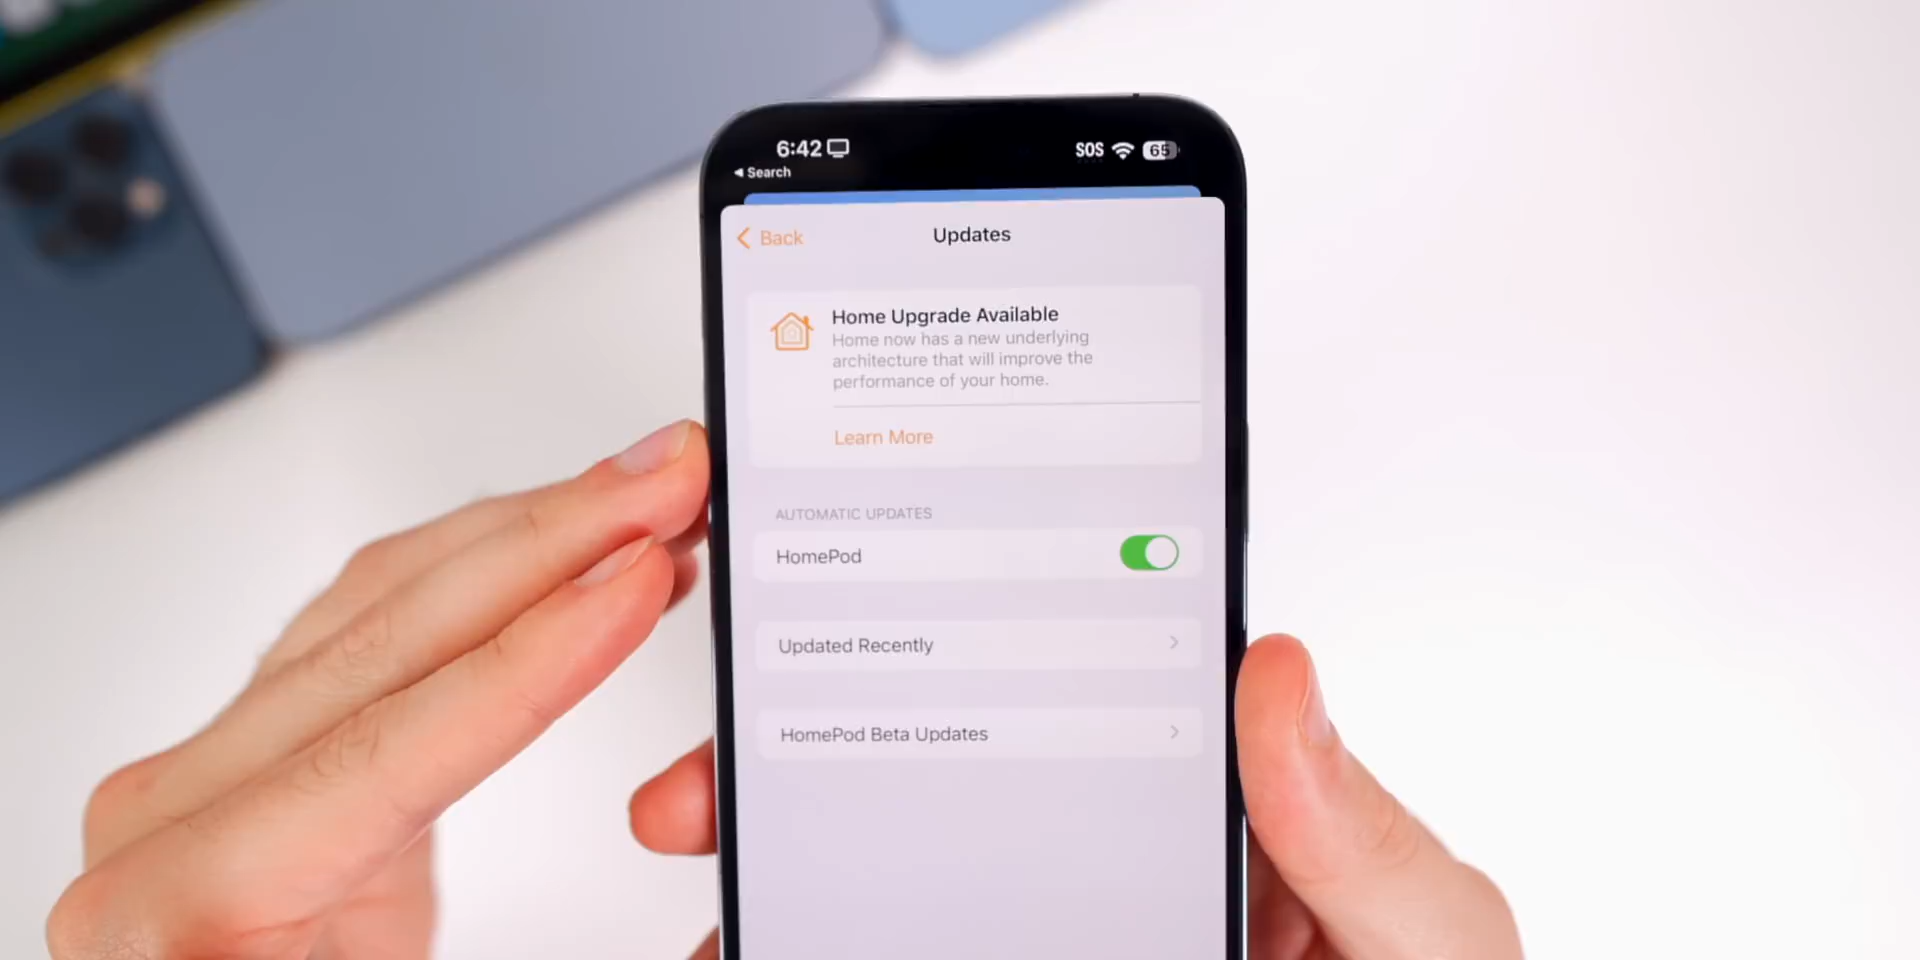 6:42
SOS 65
Search
Back
Updates
Home Upgrade Available
Home now has a new underlying
architecture that will improve the
performance of your home.
Learn More
AUTOMATIC UPDATES
HomePod
Updated Recently
HomePod Beta Updates